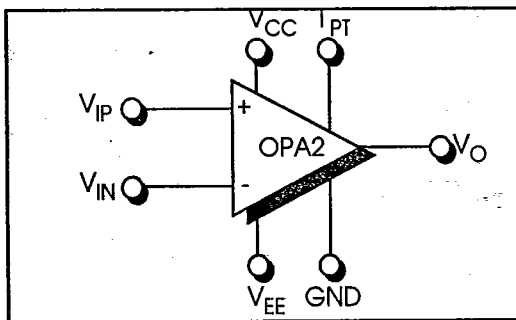 VCC IPT
VIP
+
OPA2
VO
VIN
-
VEE GND